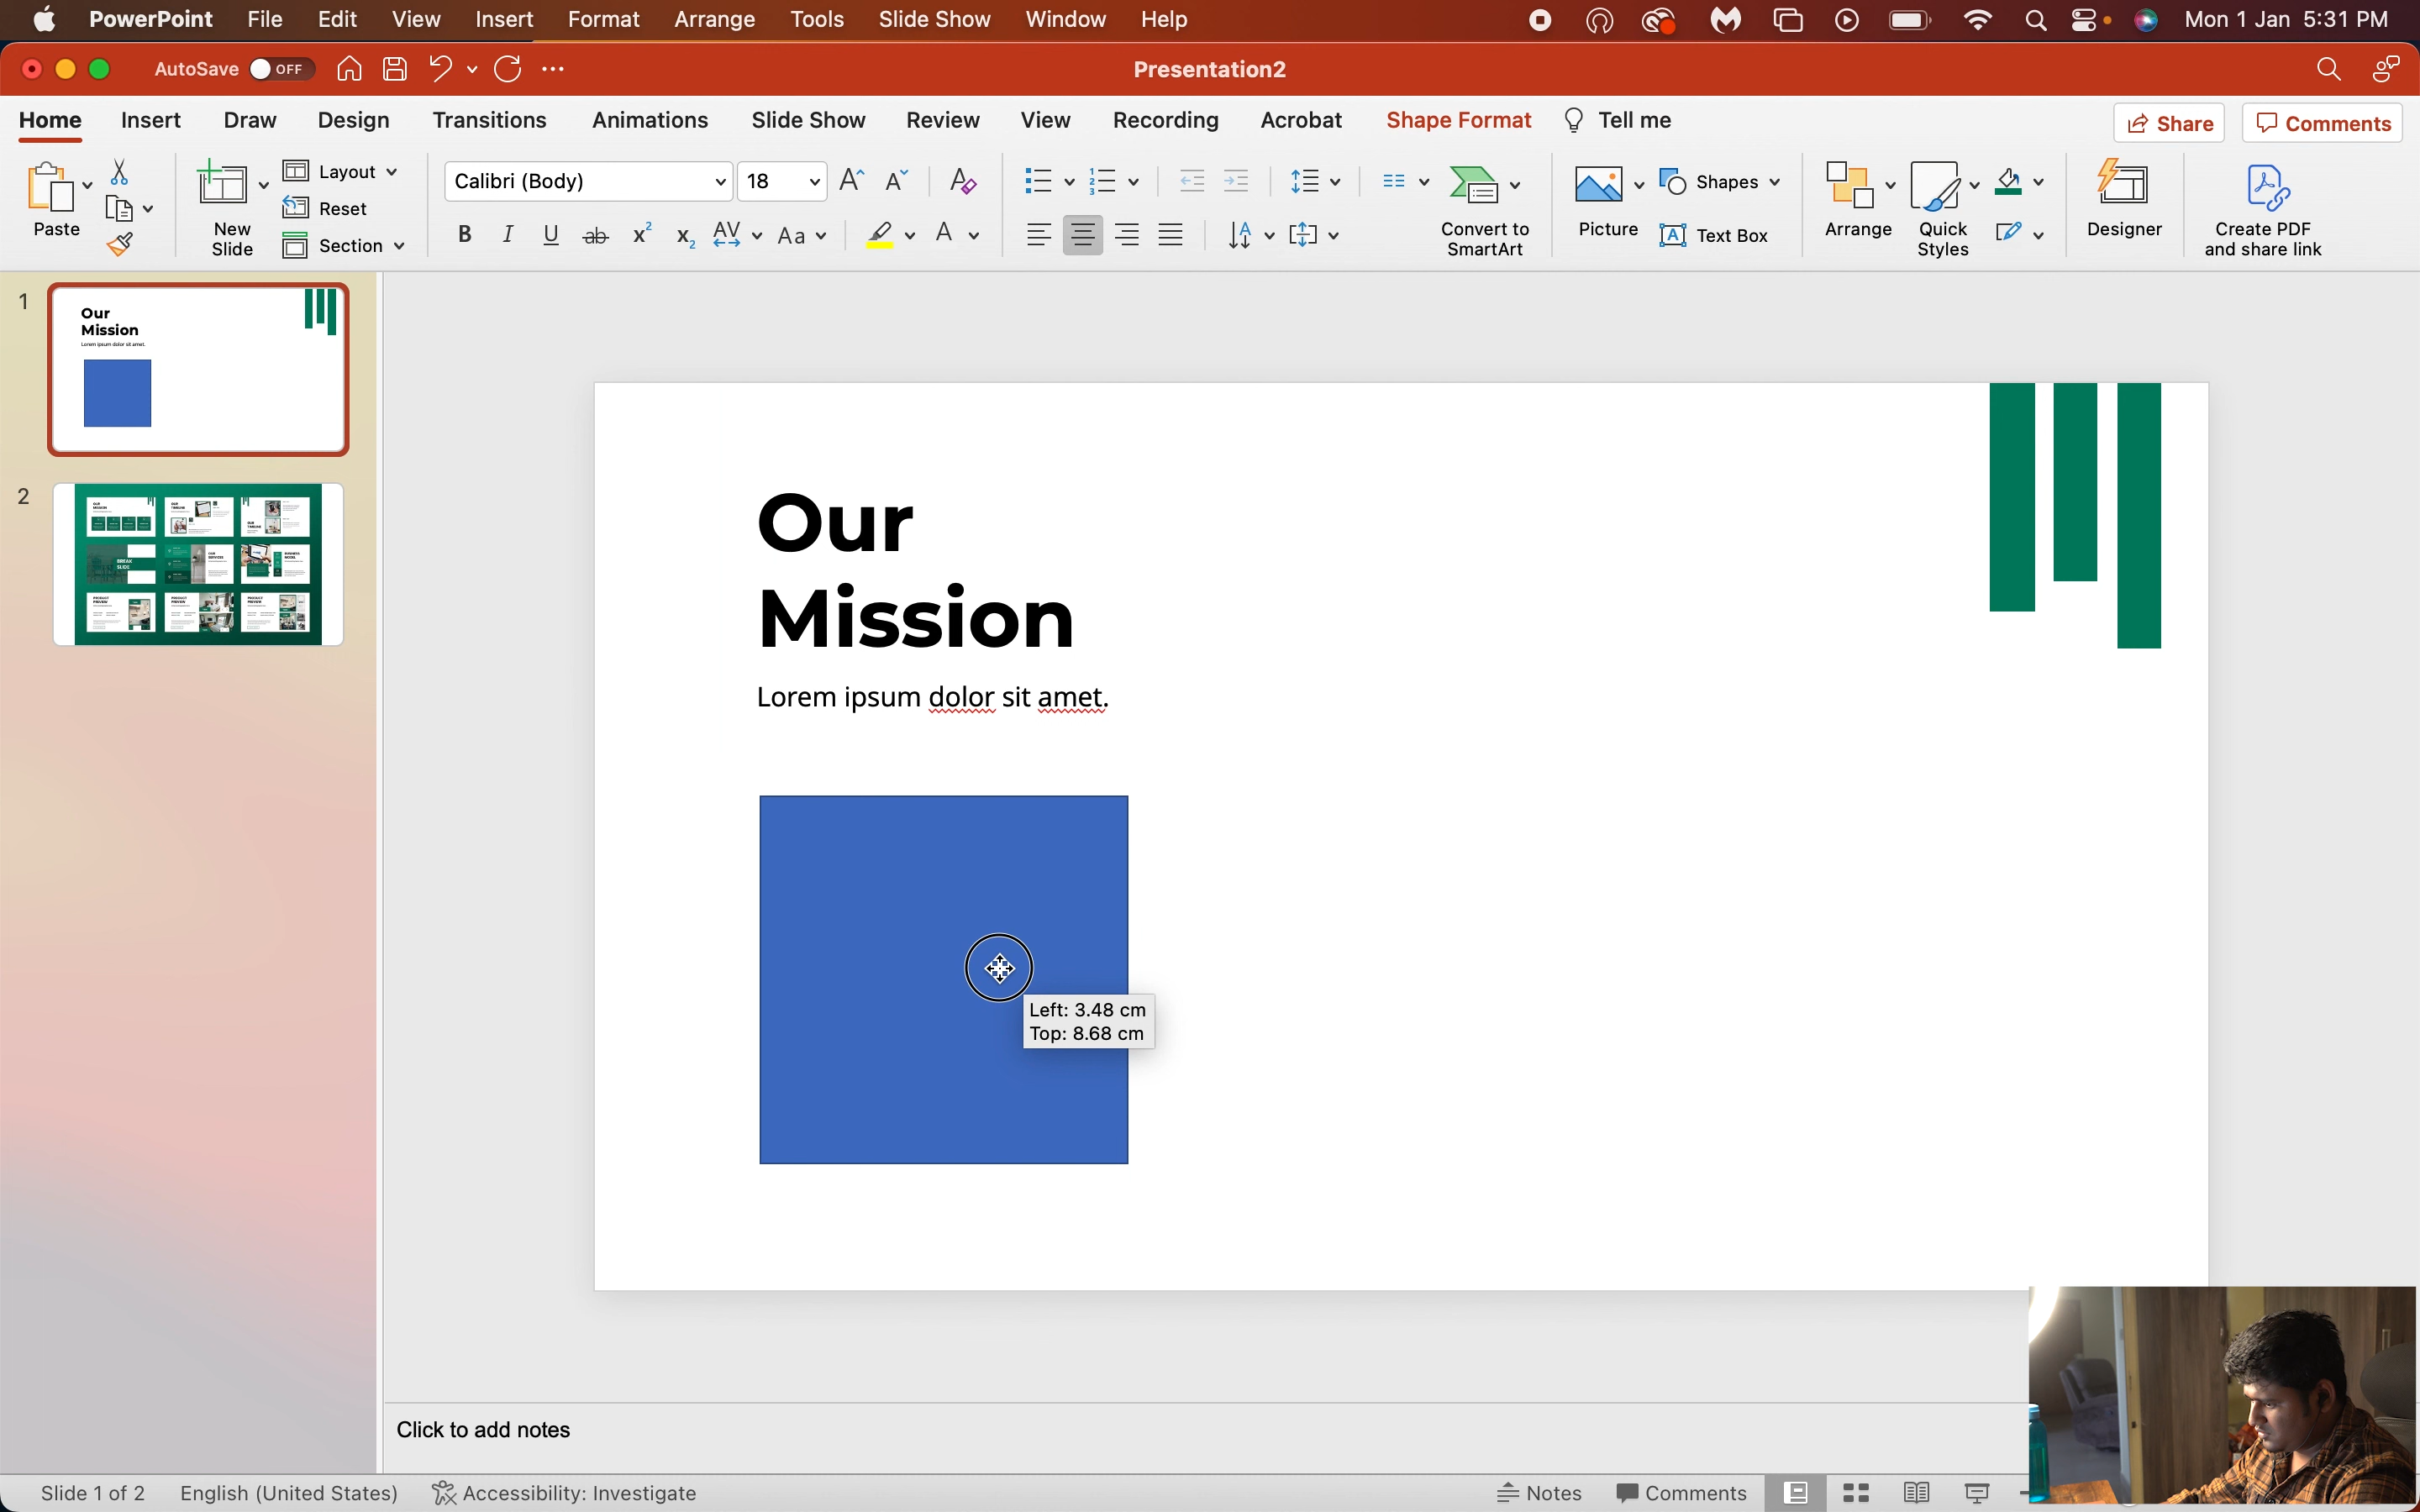 PowerPoint File Edit View Insert Format Arrange Tools Slide Show Window Help Mon 1 Jan 5:31 PM
AutoSave OFF Presentation2
Home Insert Draw Design Transitions Animations Slide Show Review View Recording Acrobat Shape Format Tell me Share Comments
Paste New Slide Layout Reset Section
Calibri (Body) 18
Convert to SmartArt Picture Shapes Text Box Arrange Quick Styles Designer Create PDF and share link
1
Our
Mission
Lorem ipsum dolor sit amet.
2
Our
Mission
Lorem ipsum dolor sit amet.
Left: 3.48 cm
Top: 8.68 cm
Click to add notes
Slide 1 of 2 English (United States) Accessibility: Investigate Notes Comments